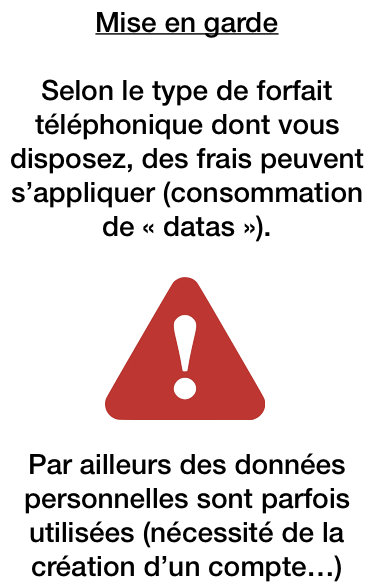 Mise en garde
Selon le type de forfait
téléphonique dont vous
disposez, des frais peuvent
s’appliquer (consommation
de « datas »).
Par ailleurs des données
personnelles sont parfois
utilisées (nécessité de la
création d’un compte…)